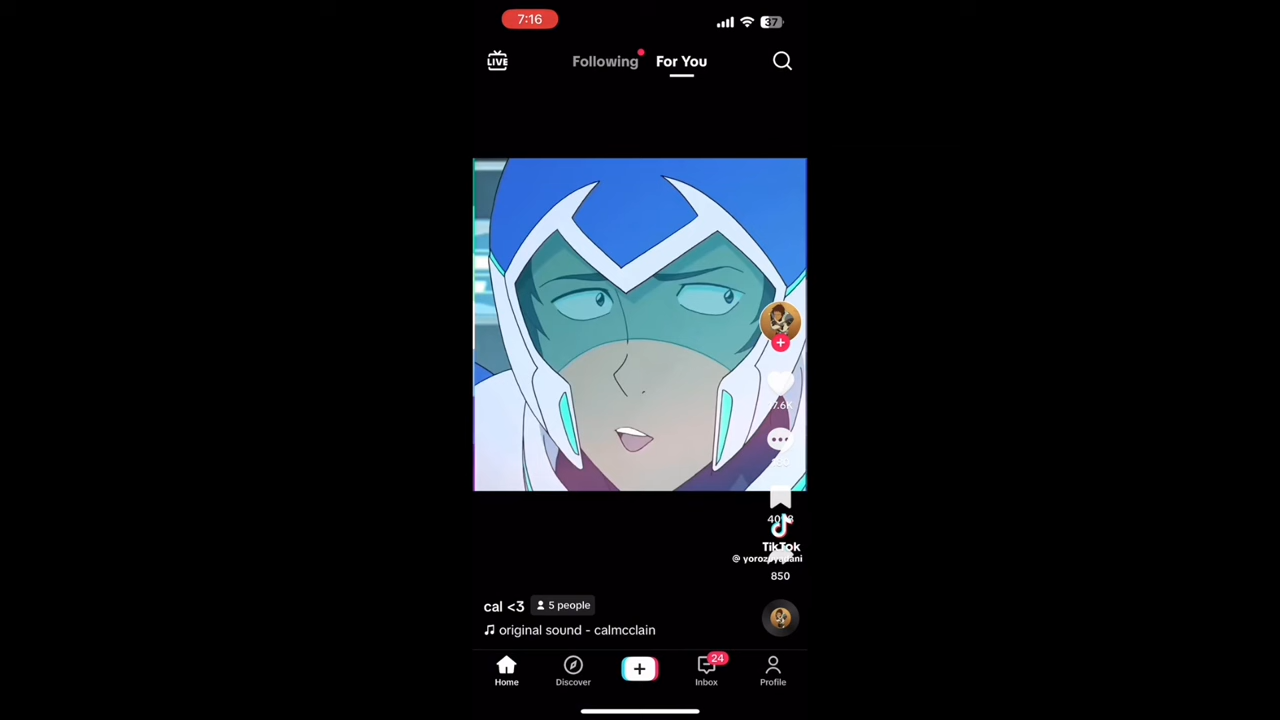 7:16
37
LIVE
Following
For You
TikTok
850
cal <3
5 people
original sound - calmcclain
24
Home
Discover
Inbox
Profile